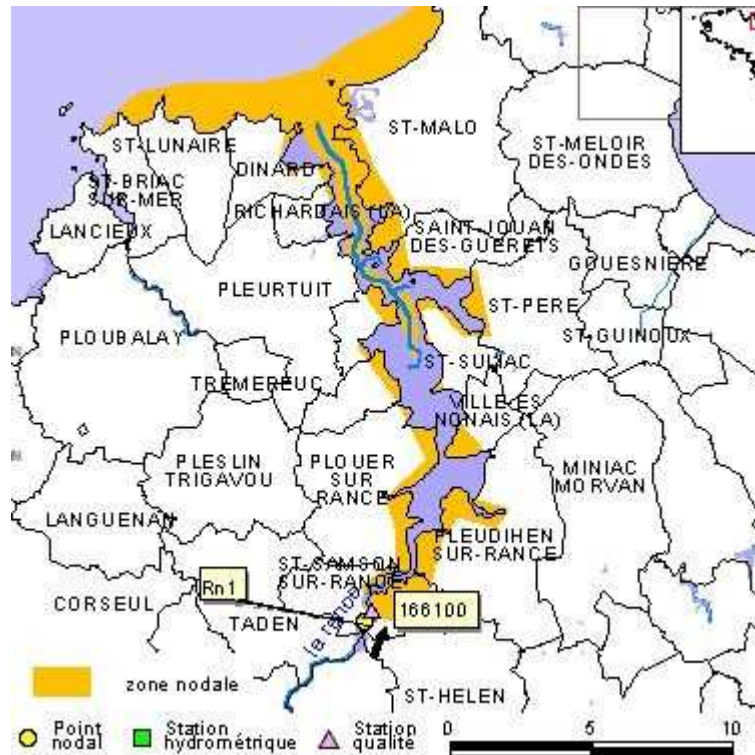 ST-MALO
ST-LUNAIRE
ST-MELOIR
DES-ONDES
DINARD
ST-BRIAC
SUR-MER
RICHARDAIS (LA)
LANCIEUX
SAINT-JOUAN
DES-GUERETS
GOUESNIERE
PLEURTUIT
ST-PERE
PLOUBALAY
ST-GUINOUX
ST-SULIAC
TREMEREUC
VILLE-ES
NONAIS (LA)
PLESLIN
TRIGAVOU
PLOUER
SUR
RANCE
MINIAC
MORVAN
LANGUENAN
PLEUDIHEN
SUR-RANCE
ST-SAMSON
SUR-RANCE
Rn1
CORSEUL
166100
TADEN
la rance
zone nodale
ST-HELEN
Point
nodal
Station
hydrométrique
Station
qualité
0 5 10